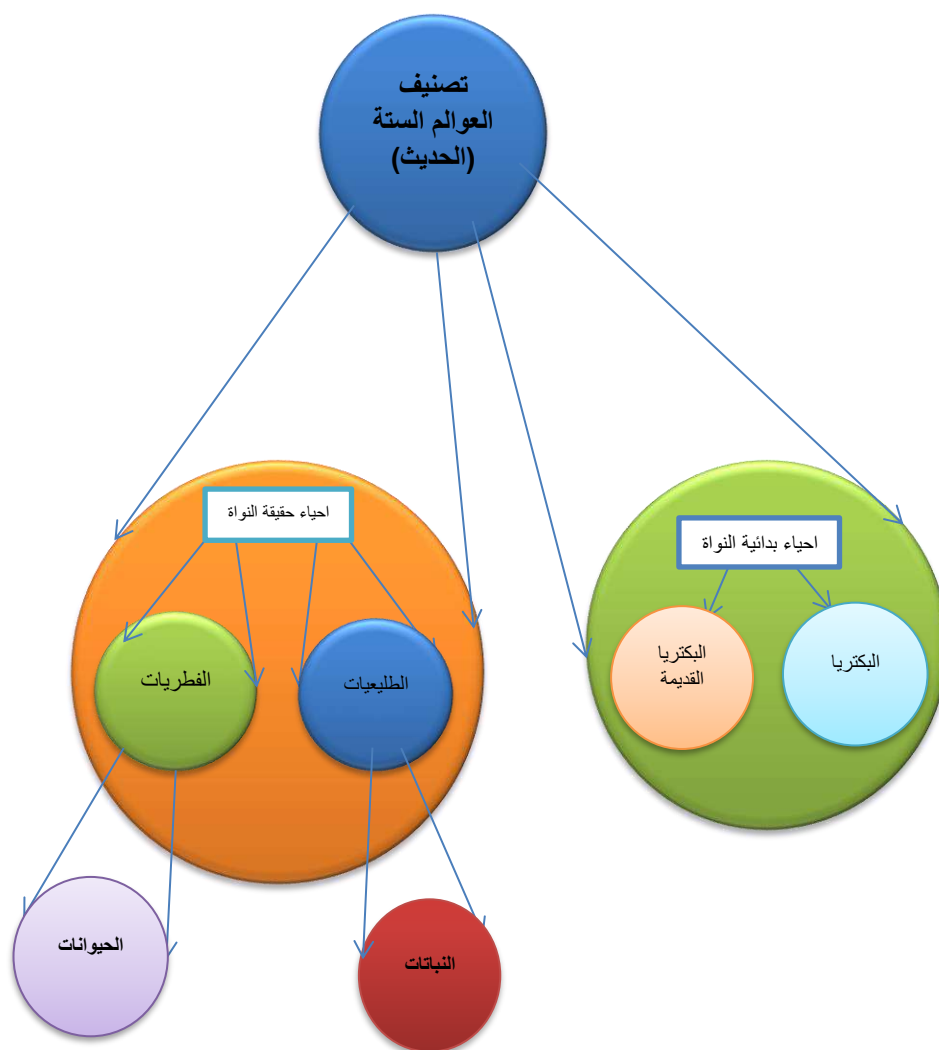 تصنيف
العوالم الستة
(الحديث)
احياء بدائية النواة
البكتريا
البكتريا
القديمة
احياء حقيقة النواة
الطليعيات
الفطريات
النباتات
الحيوانات